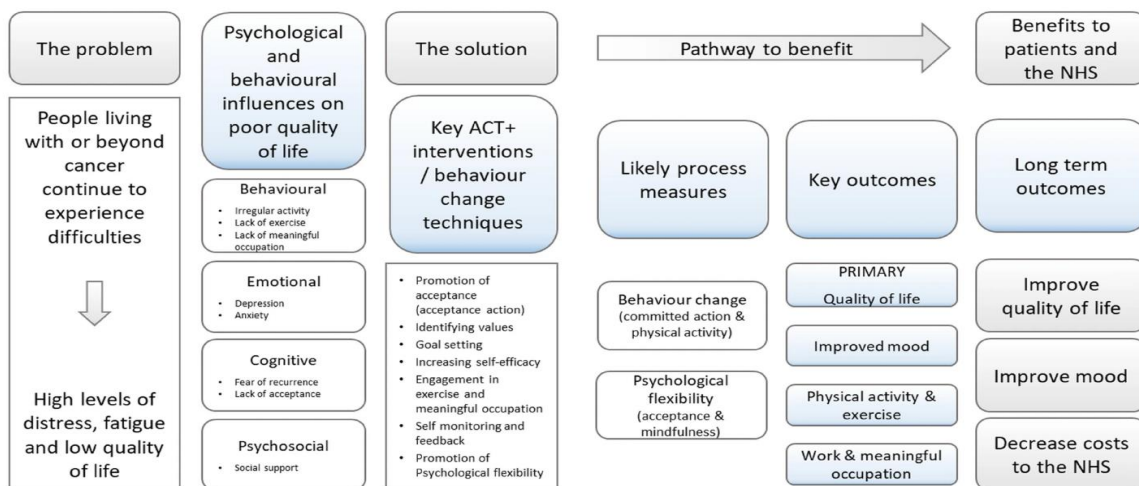 The problem
People living
with or beyond
cancer
continue to
experience
difficulties
High levels of
distress, fatigue
and low quality
of life
Psychological
and
behavioural
influences on
poor quality
of life
Behavioural
• Irregular activity
• Lack of exercise
• Lack of meaningful
occupation
Emotional
• Depression
• Anxiety
Cognitive
• Fear of recurrence
• Lack of acceptance
Psychosocial
• Social support
The solution
Key ACT+
interventions
/ behaviour
change
techniques
• Promotion of
acceptance
(acceptance action)
• Identifying values
• Goal setting
• Increasing self-efficacy
• Engagement in
exercise and
meaningful occupation
• Self monitoring and
feedback
• Promotion of
Psychological flexibility
Pathway to benefit
Likely process
measures
Behaviour change
(committed action &
physical activity)
Psychological
flexibility
(acceptance &
mindfulness)
Key outcomes
PRIMARY
Quality of life
Improved mood
Physical activity &
exercise
Work & meaningful
occupation
Benefits to
patients and
the NHS
Long term
outcomes
Improve
quality of life
Improve mood
Decrease costs
to the NHS